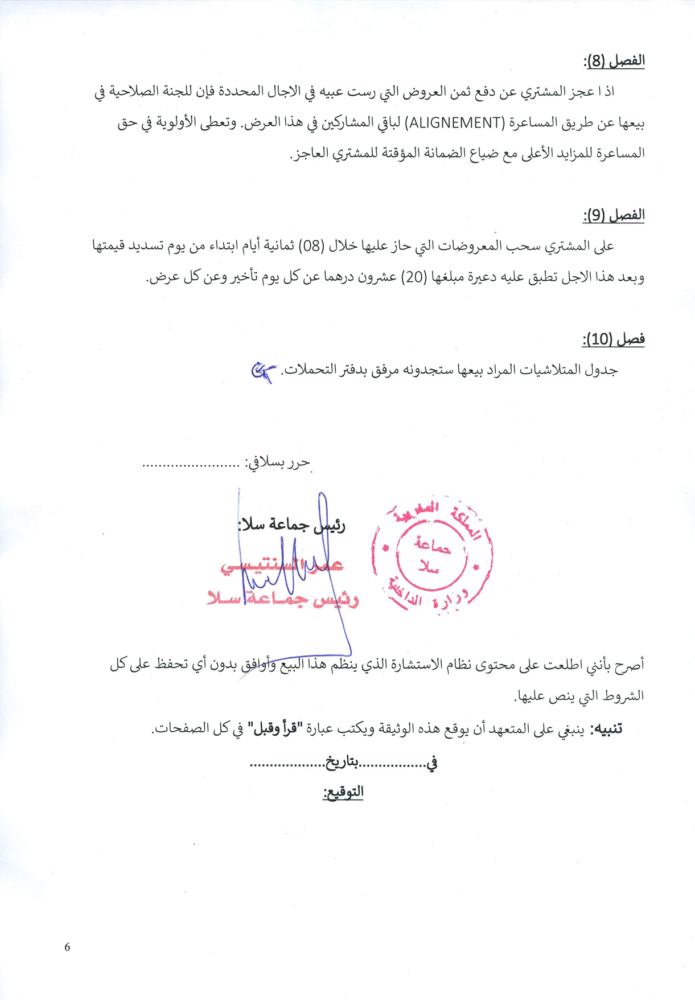 الفصل (8):
اذ ا عجز المشتري عن دفع ثمن العروض التي رست عبيه في الاجال المحددة فإن للجنة الصلاحية في
بيعها عن طريق المساعرة (ALIGNEMENT) لباقي المشاركين في هذا العرض. وتعطى الأولوية في حق
المساعرة للمزايد الأعلى مع ضياع الضمانة المؤقتة للمشتري العاجز.
الفصل (9):
على المشتري سحب المعروضات التي حاز عليها خلال (08) ثمانية أيام ابتداء من يوم تسديد قيمتها
وبعد هذا الاجل تطبق عليه دعيرة مبلغها (20) عشرون درهما عن كل يوم تأخير وعن كل عرض.
فصل (10):
جدول المتلاشيات المراد بيعها ستجدونه مرفق بدفتر التحملات.
حرر بسلافي: ........................
رئيس جماعة سلا:
عمر السنتيسي
رئيس جماعة سلا
المملكة المغربية
جماعة
سلا
وزارة الداخلية
أصرح بأنني اطلعت على محتوى نظام الاستشارة الذي ينظم هذا البيع وأوافق بدون أي تحفظ على كل
الشروط التي ينص عليها.
تنبيه: ينبغي على المتعهد أن يوقع هذه الوثيقة ويكتب عبارة "قرأ وقبل" في كل الصفحات.
في.................بتاريخ...................
التوقيع:
6